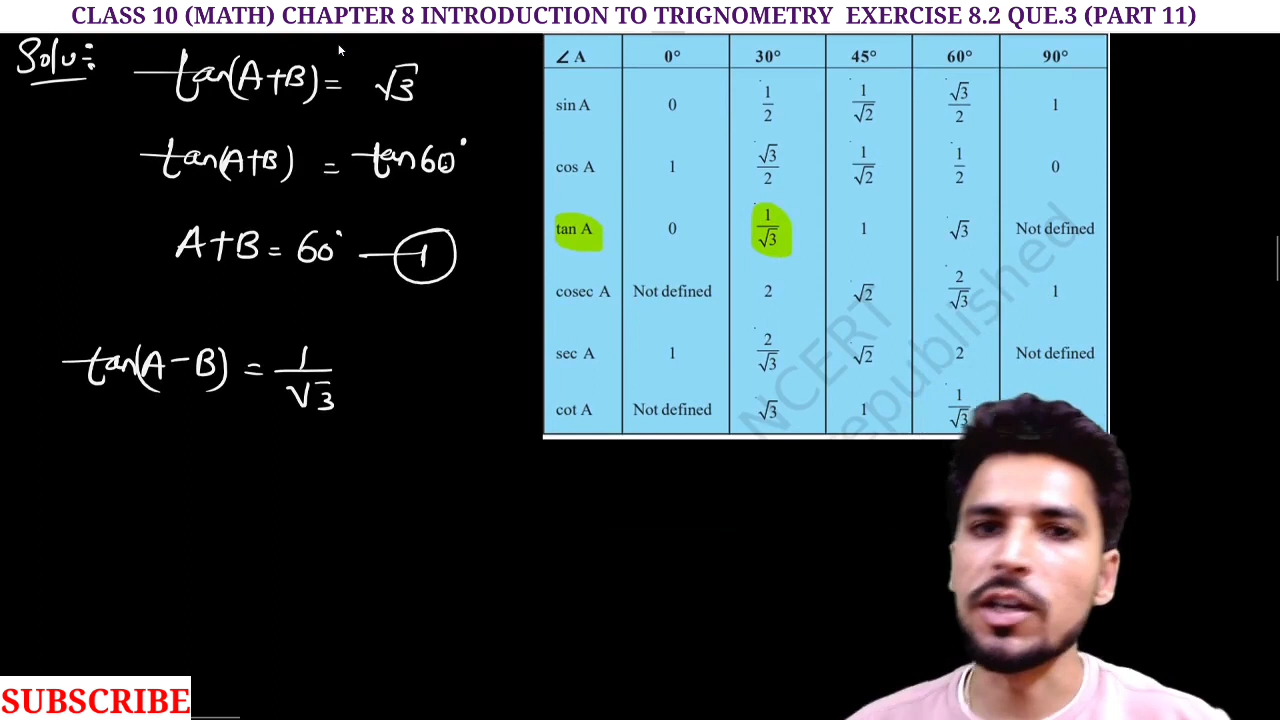 CLASS 10 (MATH) CHAPTER 8 INTRODUCTION TO TRIGNOMETRY EXERCISE 8.2 QUE.3 (PART 11)
Solu:-
tan(A+B) = √3
tan(A+B) = tan60°
A+B = 60° — 1
tan(A-B) = 1/√3
∠A 0° 30° 45° 60° 90°
sin A 0 1/2 1/√2 √3/2 1
cos A 1 √3/2 1/√2 1/2 0
tan A 0 1/√3 1 √3 Not defined
cosec A Not defined 2 √2 2/√3 1
sec A 1 2/√3 √2 2 Not defined
cot A Not defined √3 1 1/√3
NCERT
republished
SUBSCRIBE